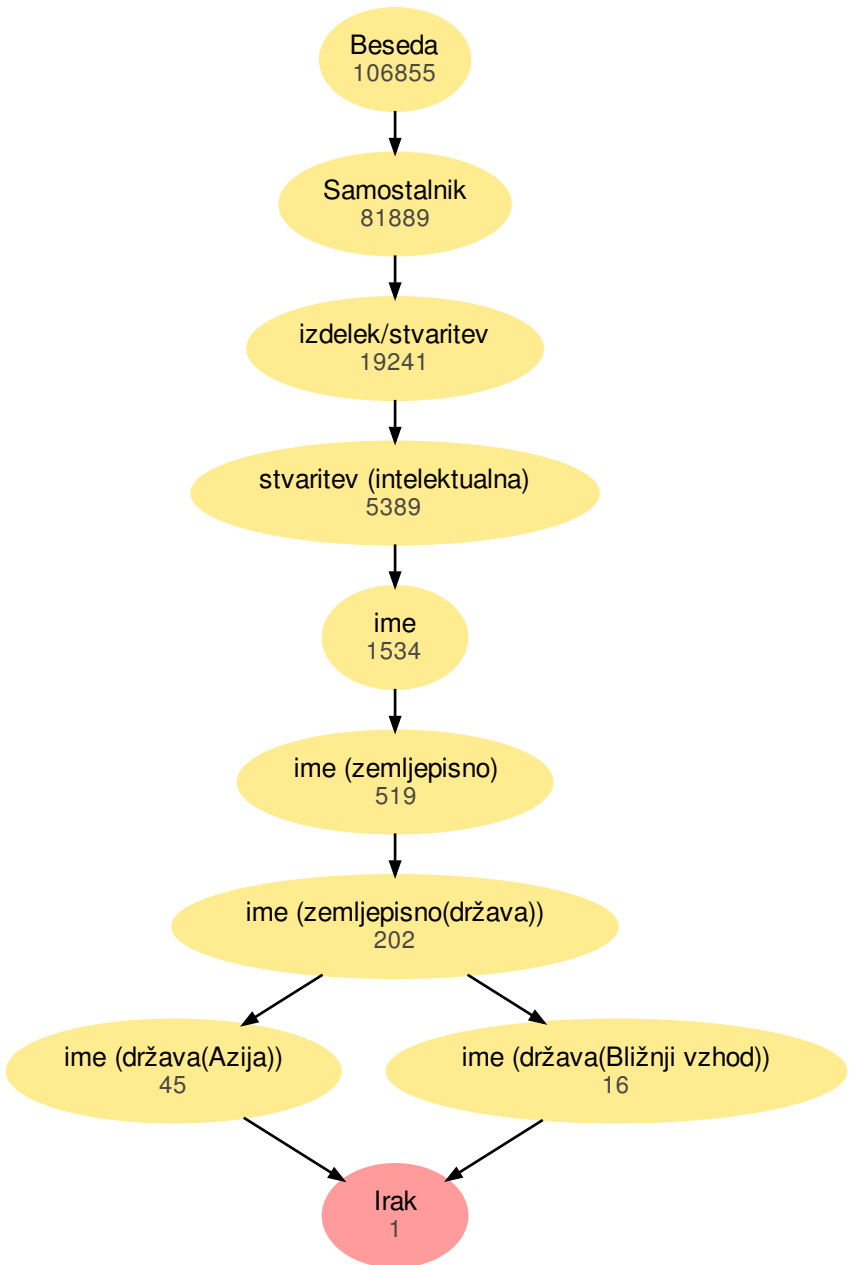 Beseda
106855
Samostalnik
81889
izdelek/stvaritev
19241
stvaritev (intelektualna)
5389
ime
1534
ime (zemljepisno)
519
ime (zemljepisno(država))
202
ime (država(Azija))
45
ime (država(Bližnji vzhod))
16
Irak
1